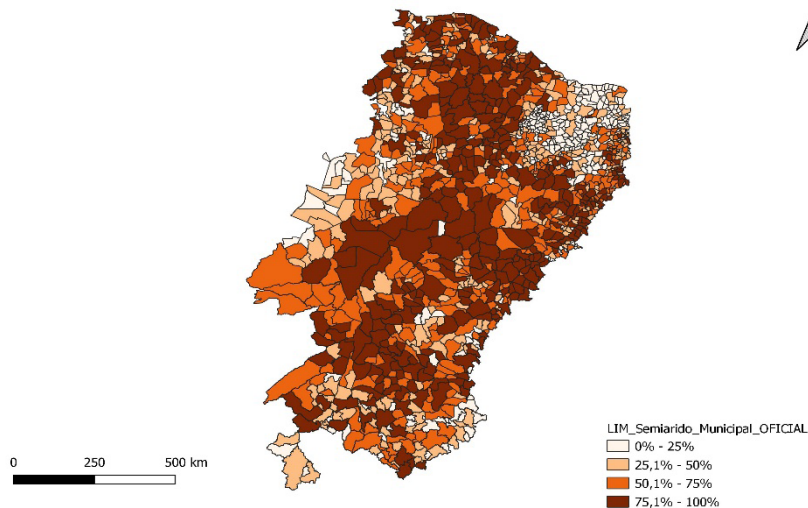 LIM_Semiarido_Municipal_OFICIAL
0% - 25%
25,1% - 50%
50,1% - 75%
75,1% - 100%
0 250 500 km